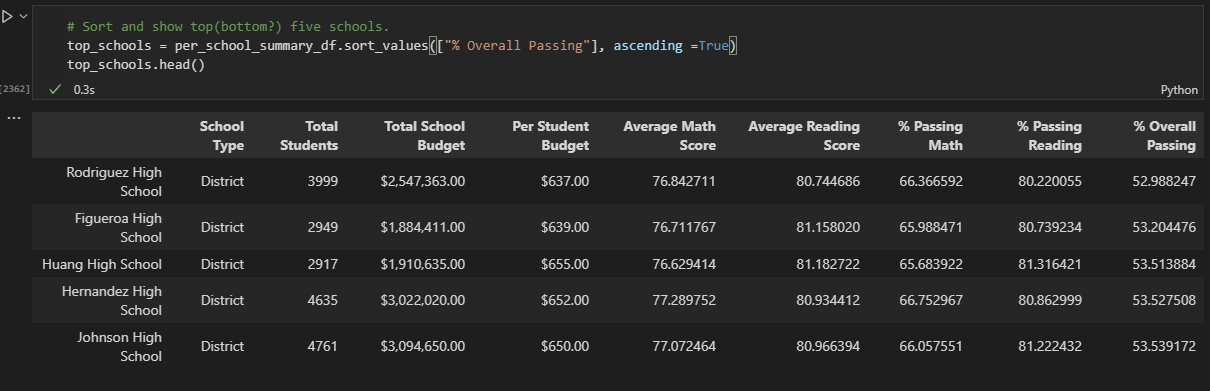 # Sort and show top(bottom?) five schools.
top_schools = per_school_summary_df.sort_values(["% Overall Passing"], ascending =True)
top_schools.head()
[2362]
0.3s
Python
...
School Type Total Students Total School Budget Per Student Budget Average Math Score Average Reading Score % Passing Math % Passing Reading % Overall Passing
Rodriguez High School District 3999 $2,547,363.00 $637.00 76.842711 80.744686 66.366592 80.220055 52.988247
Figueroa High School District 2949 $1,884,411.00 $639.00 76.711767 81.158020 65.988471 80.739234 53.204476
Huang High School District 2917 $1,910,635.00 $655.00 76.629414 81.182722 65.683922 81.316421 53.513884
Hernandez High School District 4635 $3,022,020.00 $652.00 77.289752 80.934412 66.752967 80.862999 53.527508
Johnson High School District 4761 $3,094,650.00 $650.00 77.072464 80.966394 66.057551 81.222432 53.539172